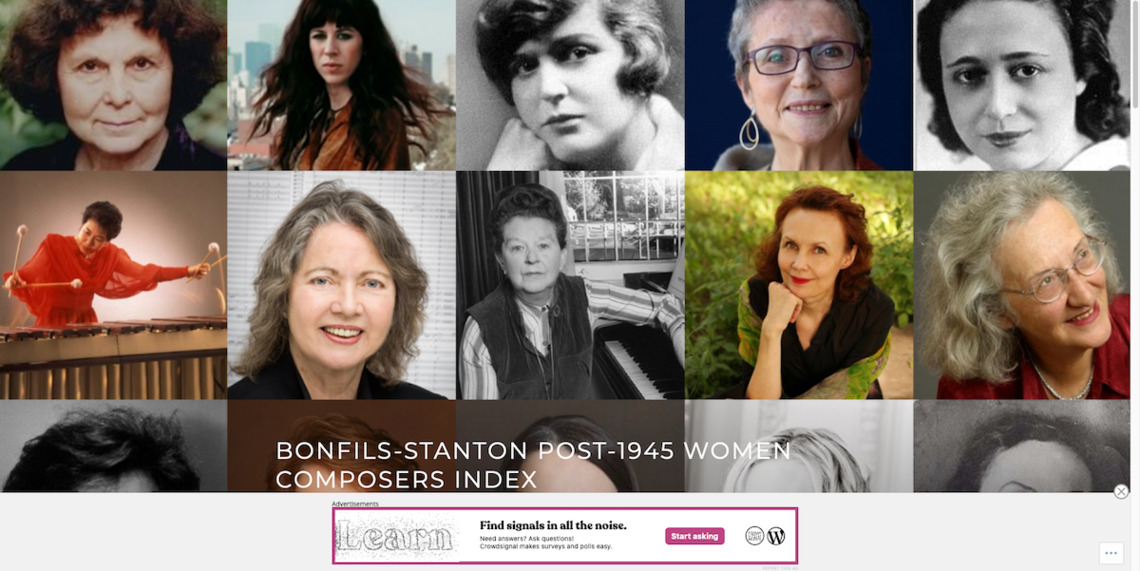 BONFILS-STANTON POST-1945 WOMEN
COMPOSERS INDEX
Advertisements
Learn
Find signals in all the noise.
Need answers? Ask questions!
Crowdsignal makes surveys and polls easy.
Start asking